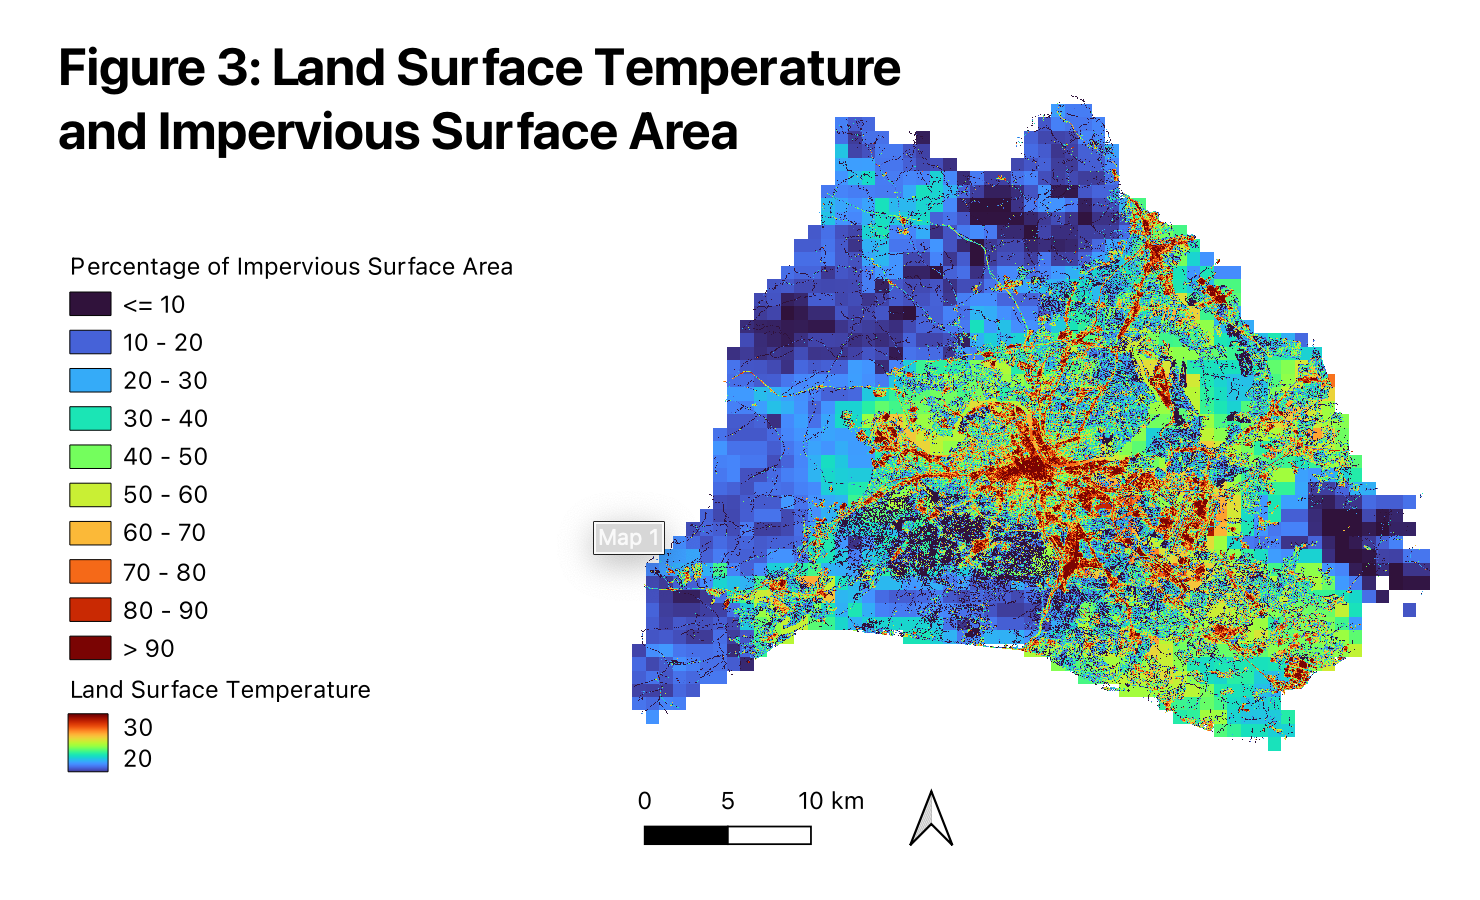 Figure 3: Land Surface Temperature
and Impervious Surface Area
Percentage of Impervious Surface Area
<= 10
10 - 20
20 - 30
30 - 40
40 - 50
50 - 60
60 - 70
70 - 80
80 - 90
> 90
Land Surface Temperature
30
20
Map 1
0 5 10 km